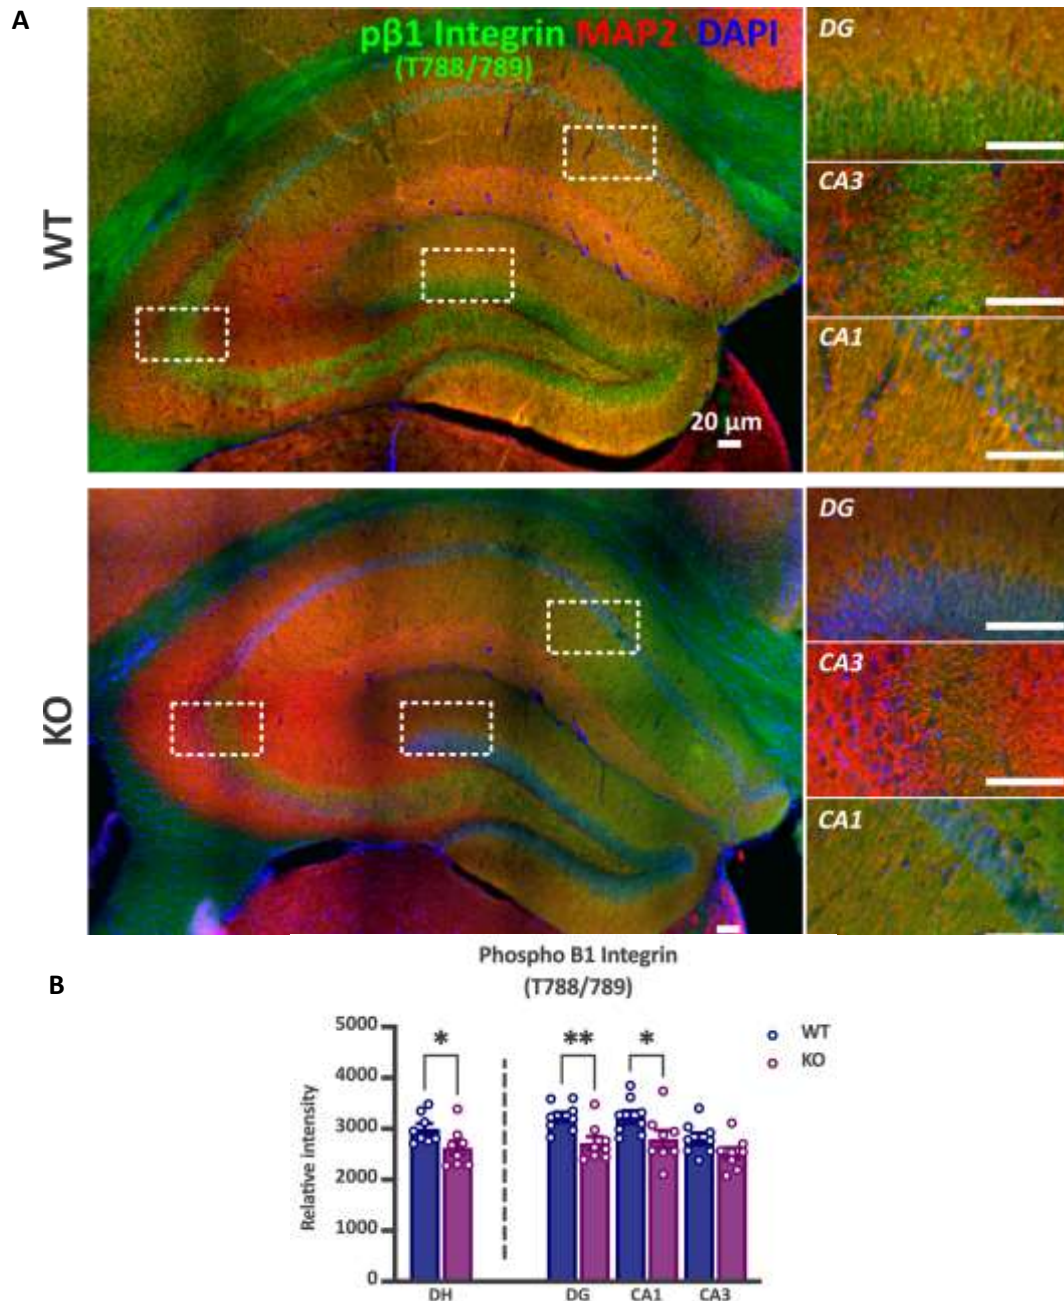 A
pβ1 Integrin MAP2 DAPI
(T788/789)
WT
20 µm
DG
CA3
CA1
KO
DG
CA3
CA1
B
Phospho B1 Integrin
(T788/789)
Relative intensity
5000
4000
3000
2000
1000
0
*
**
*
WT
KO
DH
DG
CA1
CA3